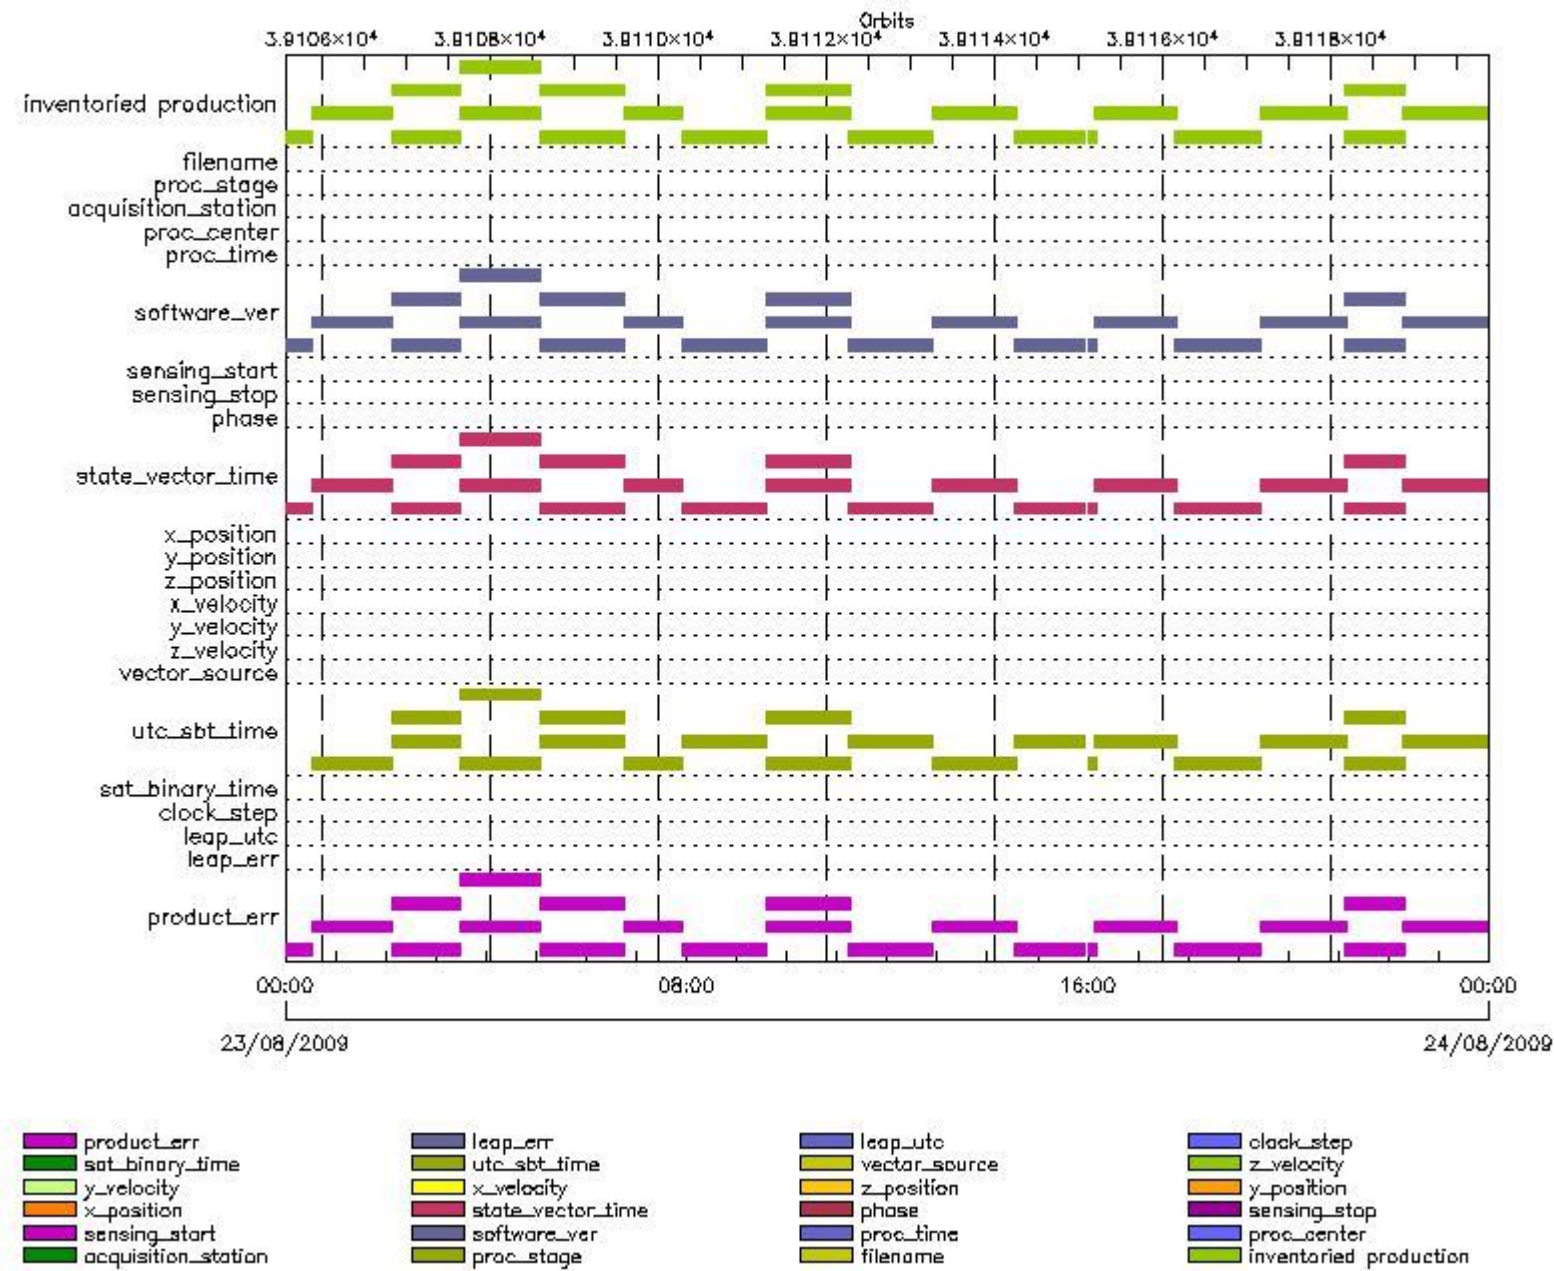 Orbits
3.9106×10⁴ 3.9108×10⁴ 3.9110×10⁴ 3.9112×10⁴ 3.9114×10⁴ 3.9116×10⁴ 3.9118×10⁴
inventoried production
filename
proc_stage
acquisition_station
proc_center
proc_time
software_ver
sensing_start
sensing_stop
phase
state_vector_time
x_position
y_position
z_position
x_velocity
y_velocity
z_velocity
vector_source
utc_sbt_time
sat_binary_time
clock_step
leap_utc
leap_err
product_err
00:00 08:00 16:00 00:00
23/08/2009 24/08/2009
product_err leap_err leap_utc clock_step
sat_binary_time utc_sbt_time vector_source z_velocity
y_velocity x_velocity z_position y_position
x_position state_vector_time phase sensing_stop
sensing_start software_ver proc_time proc_center
acquisition_station proc_stage filename inventoried production